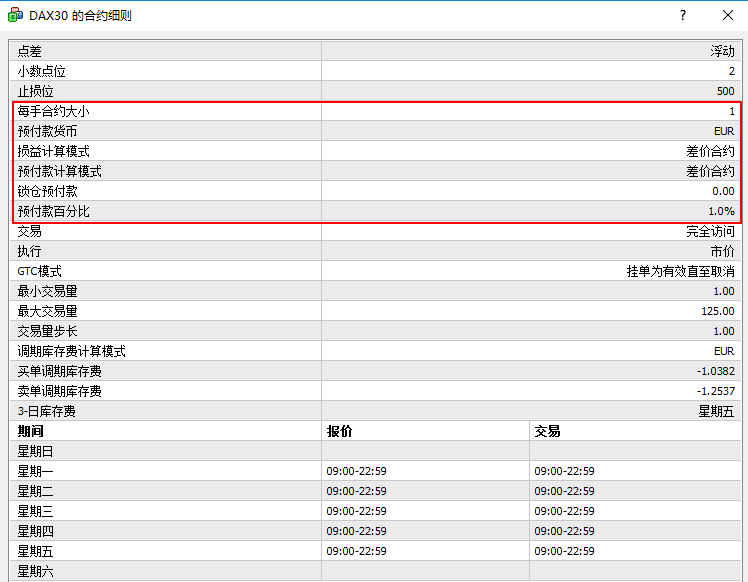 DAX30 的合约细则
点差 浮动
小数点位 2
止损位 500
每手合约大小 1
预付款货币 EUR
损益计算模式 差价合约
预付款计算模式 差价合约
锁仓预付款 0.00
预付款百分比 1.0%
交易 完全访问
执行 市价
GTC模式 挂单为有效直至取消
最小交易量 1.00
最大交易量 125.00
交易量步长 1.00
调期库存费计算模式 EUR
买单调期库存费 -1.0382
卖单调期库存费 -1.2537
3-日库存费 星期五
期间 报价 交易
星期日
星期一 09:00-22:59 09:00-22:59
星期二 09:00-22:59 09:00-22:59
星期三 09:00-22:59 09:00-22:59
星期四 09:00-22:59 09:00-22:59
星期五 09:00-22:59 09:00-22:59
星期六